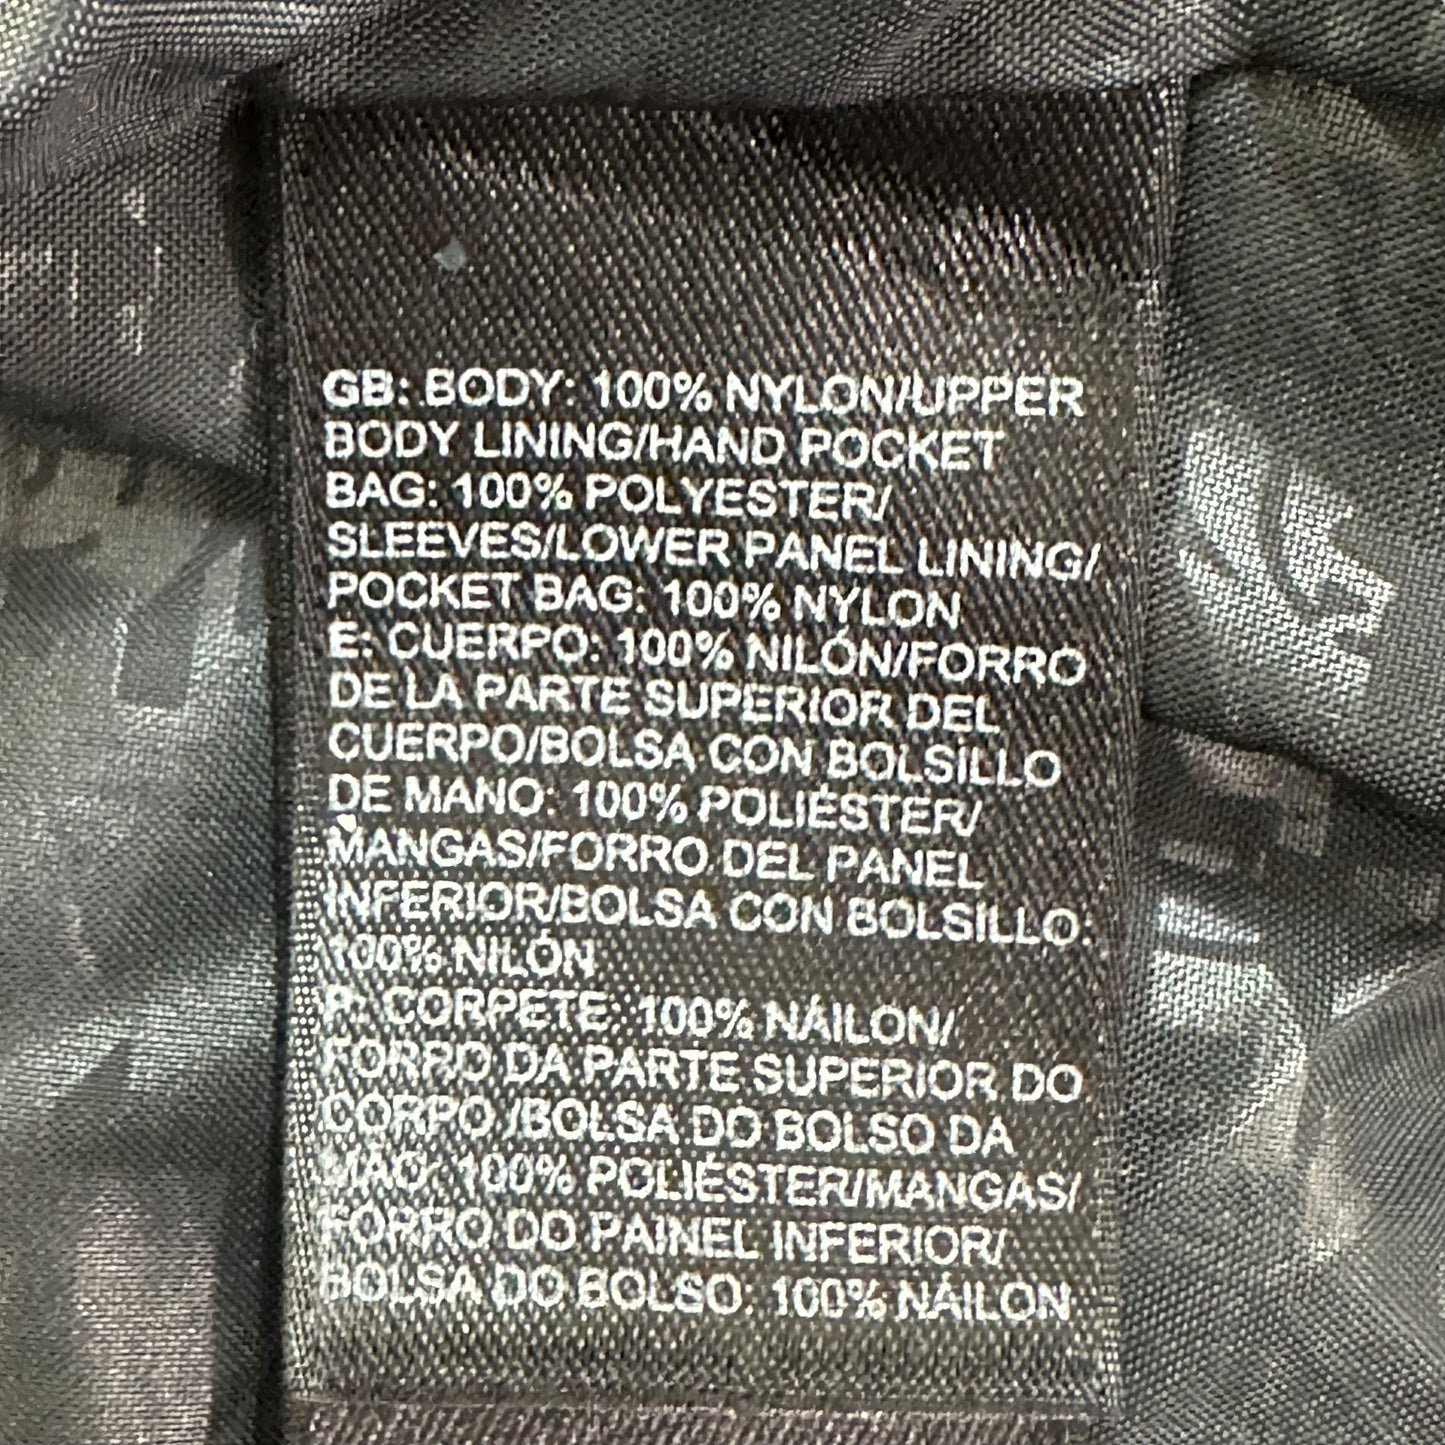 GB: BODY: 100% NYLON/UPPER
BODY LINING/HAND POCKET
BAG: 100% POLYESTER/
SLEEVES/LOWER PANEL LINING/
POCKET BAG: 100% NYLON
E: CUERPO: 100% NILÓN/FORRO
DE LA PARTE SUPERIOR DEL
CUERPO/BOLSA CON BOLSILLO
DE MANO: 100% POLIÉSTER/
MANGAS/FORRO DEL PANEL
INFERIOR/BOLSA CON BOLSILLO:
100% NILÓN
P: CORPETE: 100% NÁILON/
FORRO DA PARTE SUPERIOR DO
CORPO /BOLSA DO BOLSO DA
MÃO: 100% POLIÉSTER/MANGAS/
FORRO DO PAINEL INFERIOR/
BOLSA DO BOLSO: 100% NÁILON